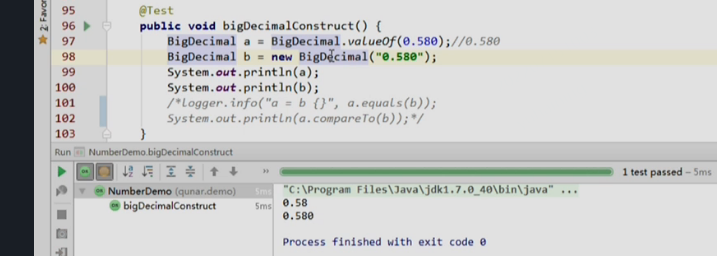 2: Favor
95 @Test
96 public void bigDecimalConstruct() {
97 BigDecimal a = BigDecimal.valueOf(0.580);//0.580
98 BigDecimal b = new BigDecimal("0.580");
99 System.out.println(a);
100 System.out.println(b);
101 /*logger.info("a = b {}", a.equals(b));
102 System.out.println(a.compareTo(b));*/
103 }
Run NumberDemo.bigDecimalConstruct
1 test passed – 5ms
NumberDemo (qunar.demo) 1ms
bigDecimalConstruct 5ms
"C:\Program Files\Java\jdk1.7.0_40\bin\java" ...
0.58
0.580
Process finished with exit code 0